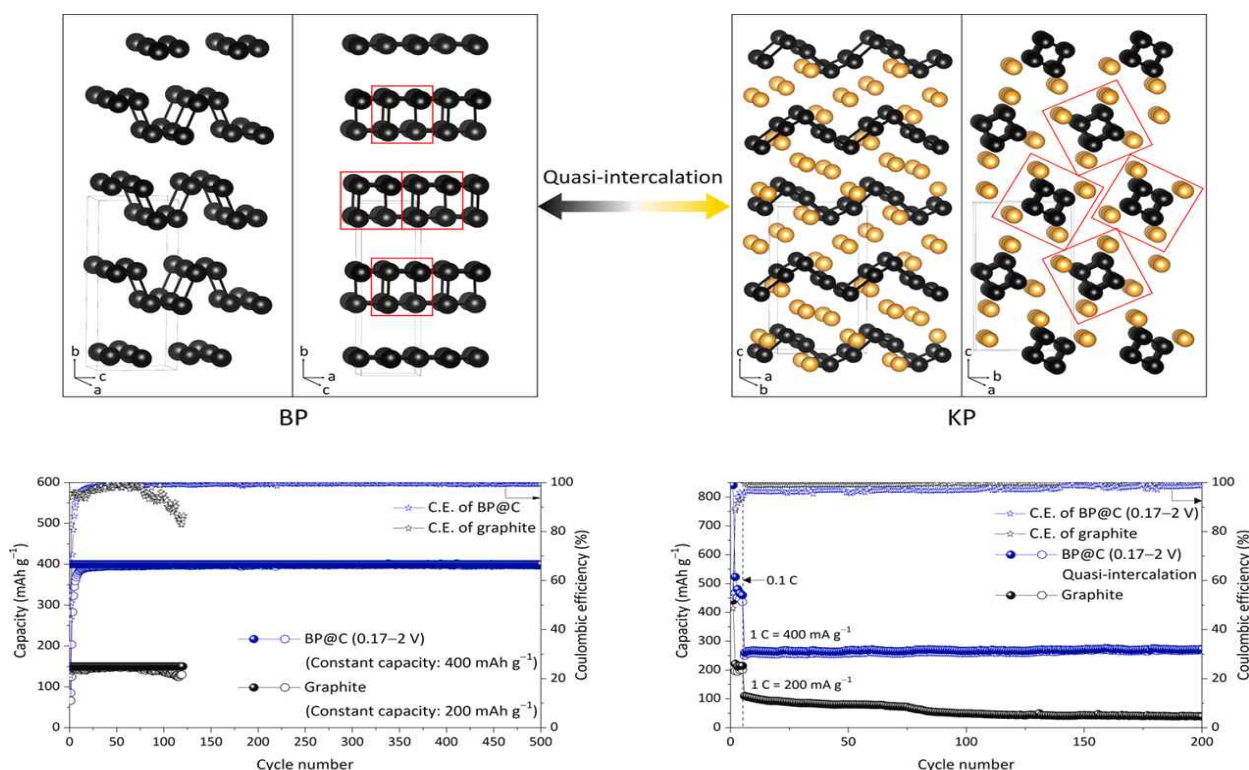 b
c
a
b
a
c
Quasi-intercalation
c
a
b
c
b
a
BP
KP
600
500
400
300
200
100
0
Capacity (mAh g⁻¹)
0
50
100
150
200
250
300
350
400
450
500
Cycle number
100
80
60
40
20
0
Coulombic efficiency (%)
C.E. of BP@C
C.E. of graphite
BP@C (0.17–2 V)
(Constant capacity: 400 mAh g⁻¹)
Graphite
(Constant capacity: 200 mAh g⁻¹)
800
700
600
500
400
300
200
100
0
Capacity (mAh g⁻¹)
0
50
100
150
200
Cycle number
100
80
60
40
20
0
Coulombic efficiency (%)
C.E. of BP@C (0.17–2 V)
C.E. of graphite
BP@C (0.17–2 V)
Quasi-intercalation
Graphite
0.1 C
1 C = 400 mA g⁻¹
1 C = 200 mA g⁻¹